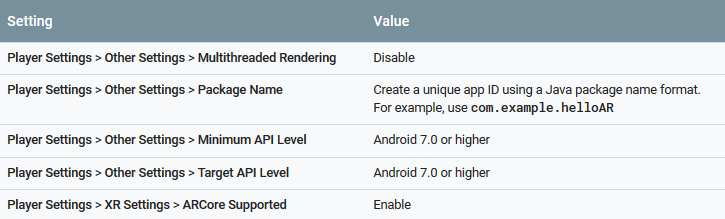 Setting Value
Player Settings > Other Settings > Multithreaded Rendering Disable
Player Settings > Other Settings > Package Name Create a unique app ID using a Java package name format.
For example, use com.example.helloAR
Player Settings > Other Settings > Minimum API Level Android 7.0 or higher
Player Settings > Other Settings > Target API Level Android 7.0 or higher
Player Settings > XR Settings > ARCore Supported Enable